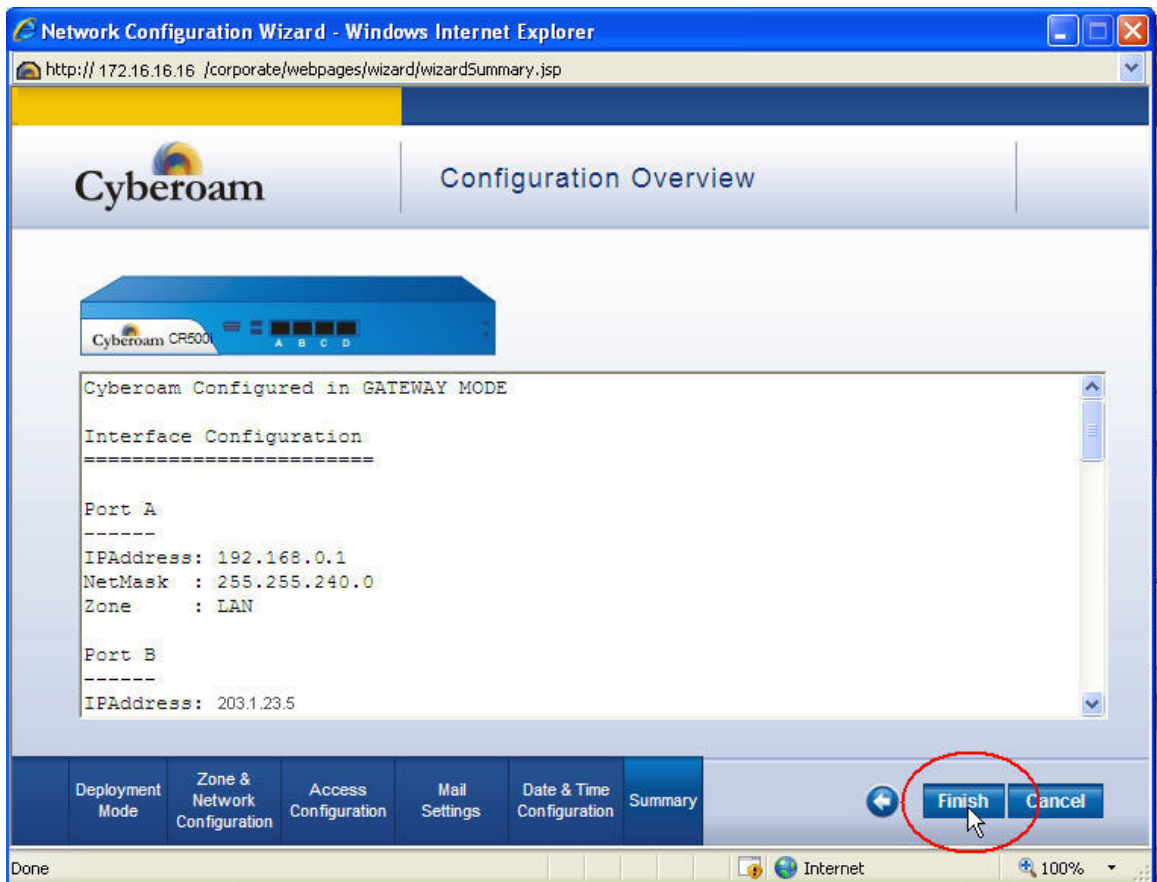 Network Configuration Wizard - Windows Internet Explorer
http:// 172.16.16.16 /corporate/webpages/wizard/wizardSummary.jsp
Cyberoam
Configuration Overview
Cyberoam CR500i
A B C D
Cyberoam Configured in GATEWAY MODE
Interface Configuration
========================
Port A
------
IPAddress: 192.168.0.1
NetMask : 255.255.240.0
Zone : LAN
Port B
------
IPAddress: 203.1.23.5
Deployment
Mode
Zone &
Network
Configuration
Access
Configuration
Mail
Settings
Date & Time
Configuration
Summary
Finish
Cancel
Done
Internet
100%